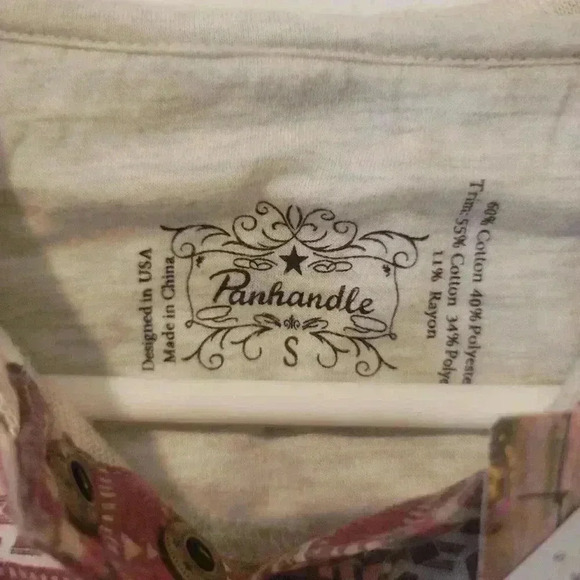 Designed in USA
Made in China
Panhandle
S
60% Cotton 40% Polyeste
Trim:55% Cotton 34% Polye
11% Rayon